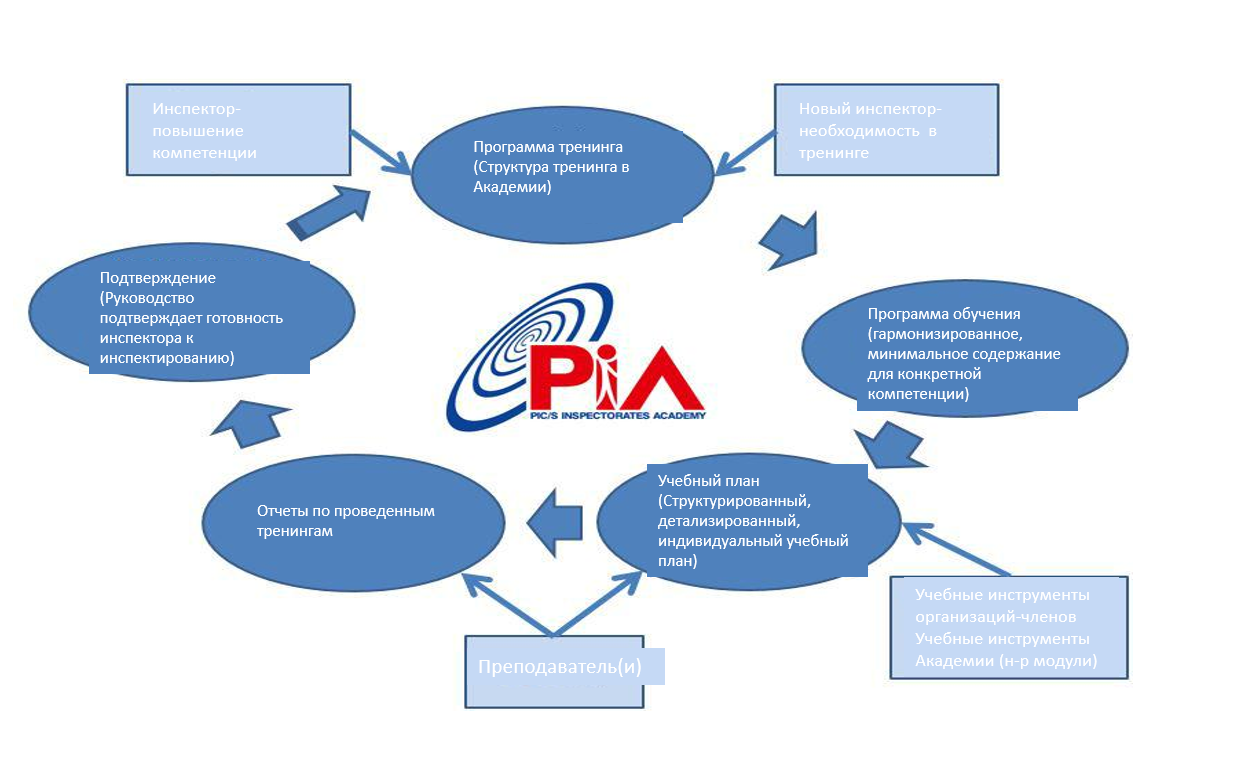 Инспектор-
повышение
компетенции
Программа тренинга
(Структура тренинга в
Академии)
Новый инспектор-
необходимость в
тренинге
Подтверждение
(Руководство
подтверждает готовность
инспектора к
инспектированию)
Программа обучения
(гармонизированное,
минимальное содержание
для конкретной
компетенции)
PiA
PIC/S INSPECTORATES ACADEMY
Отчеты по проведенным
тренингам
Учебный план
(Структурированный,
детализированный,
индивидуальный учебный
план)
Учебные инструменты
организаций-членов
Учебные инструменты
Академии (н-р модули)
Преподаватель(и)